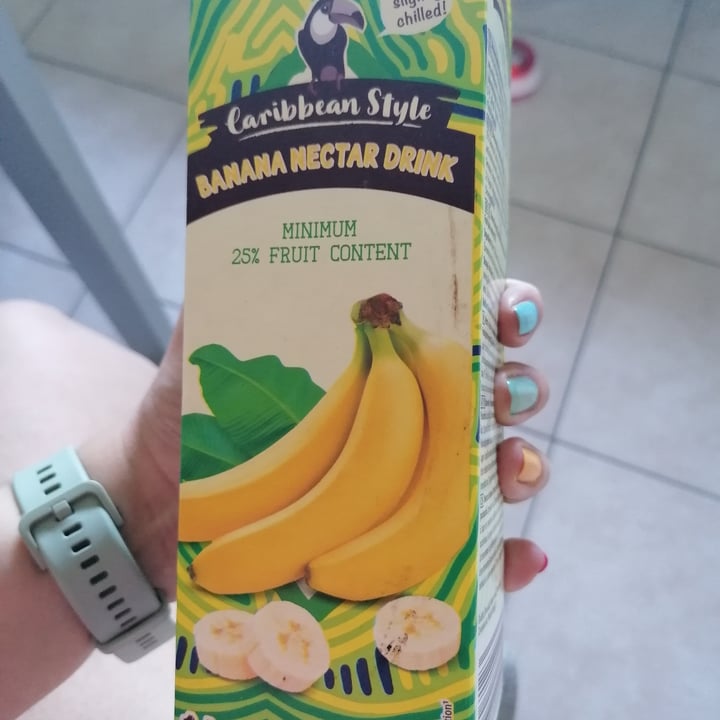 chilled!
Caribbean Style
BANANA NECTAR DRINK
MINIMUM
25% FRUIT CONTENT